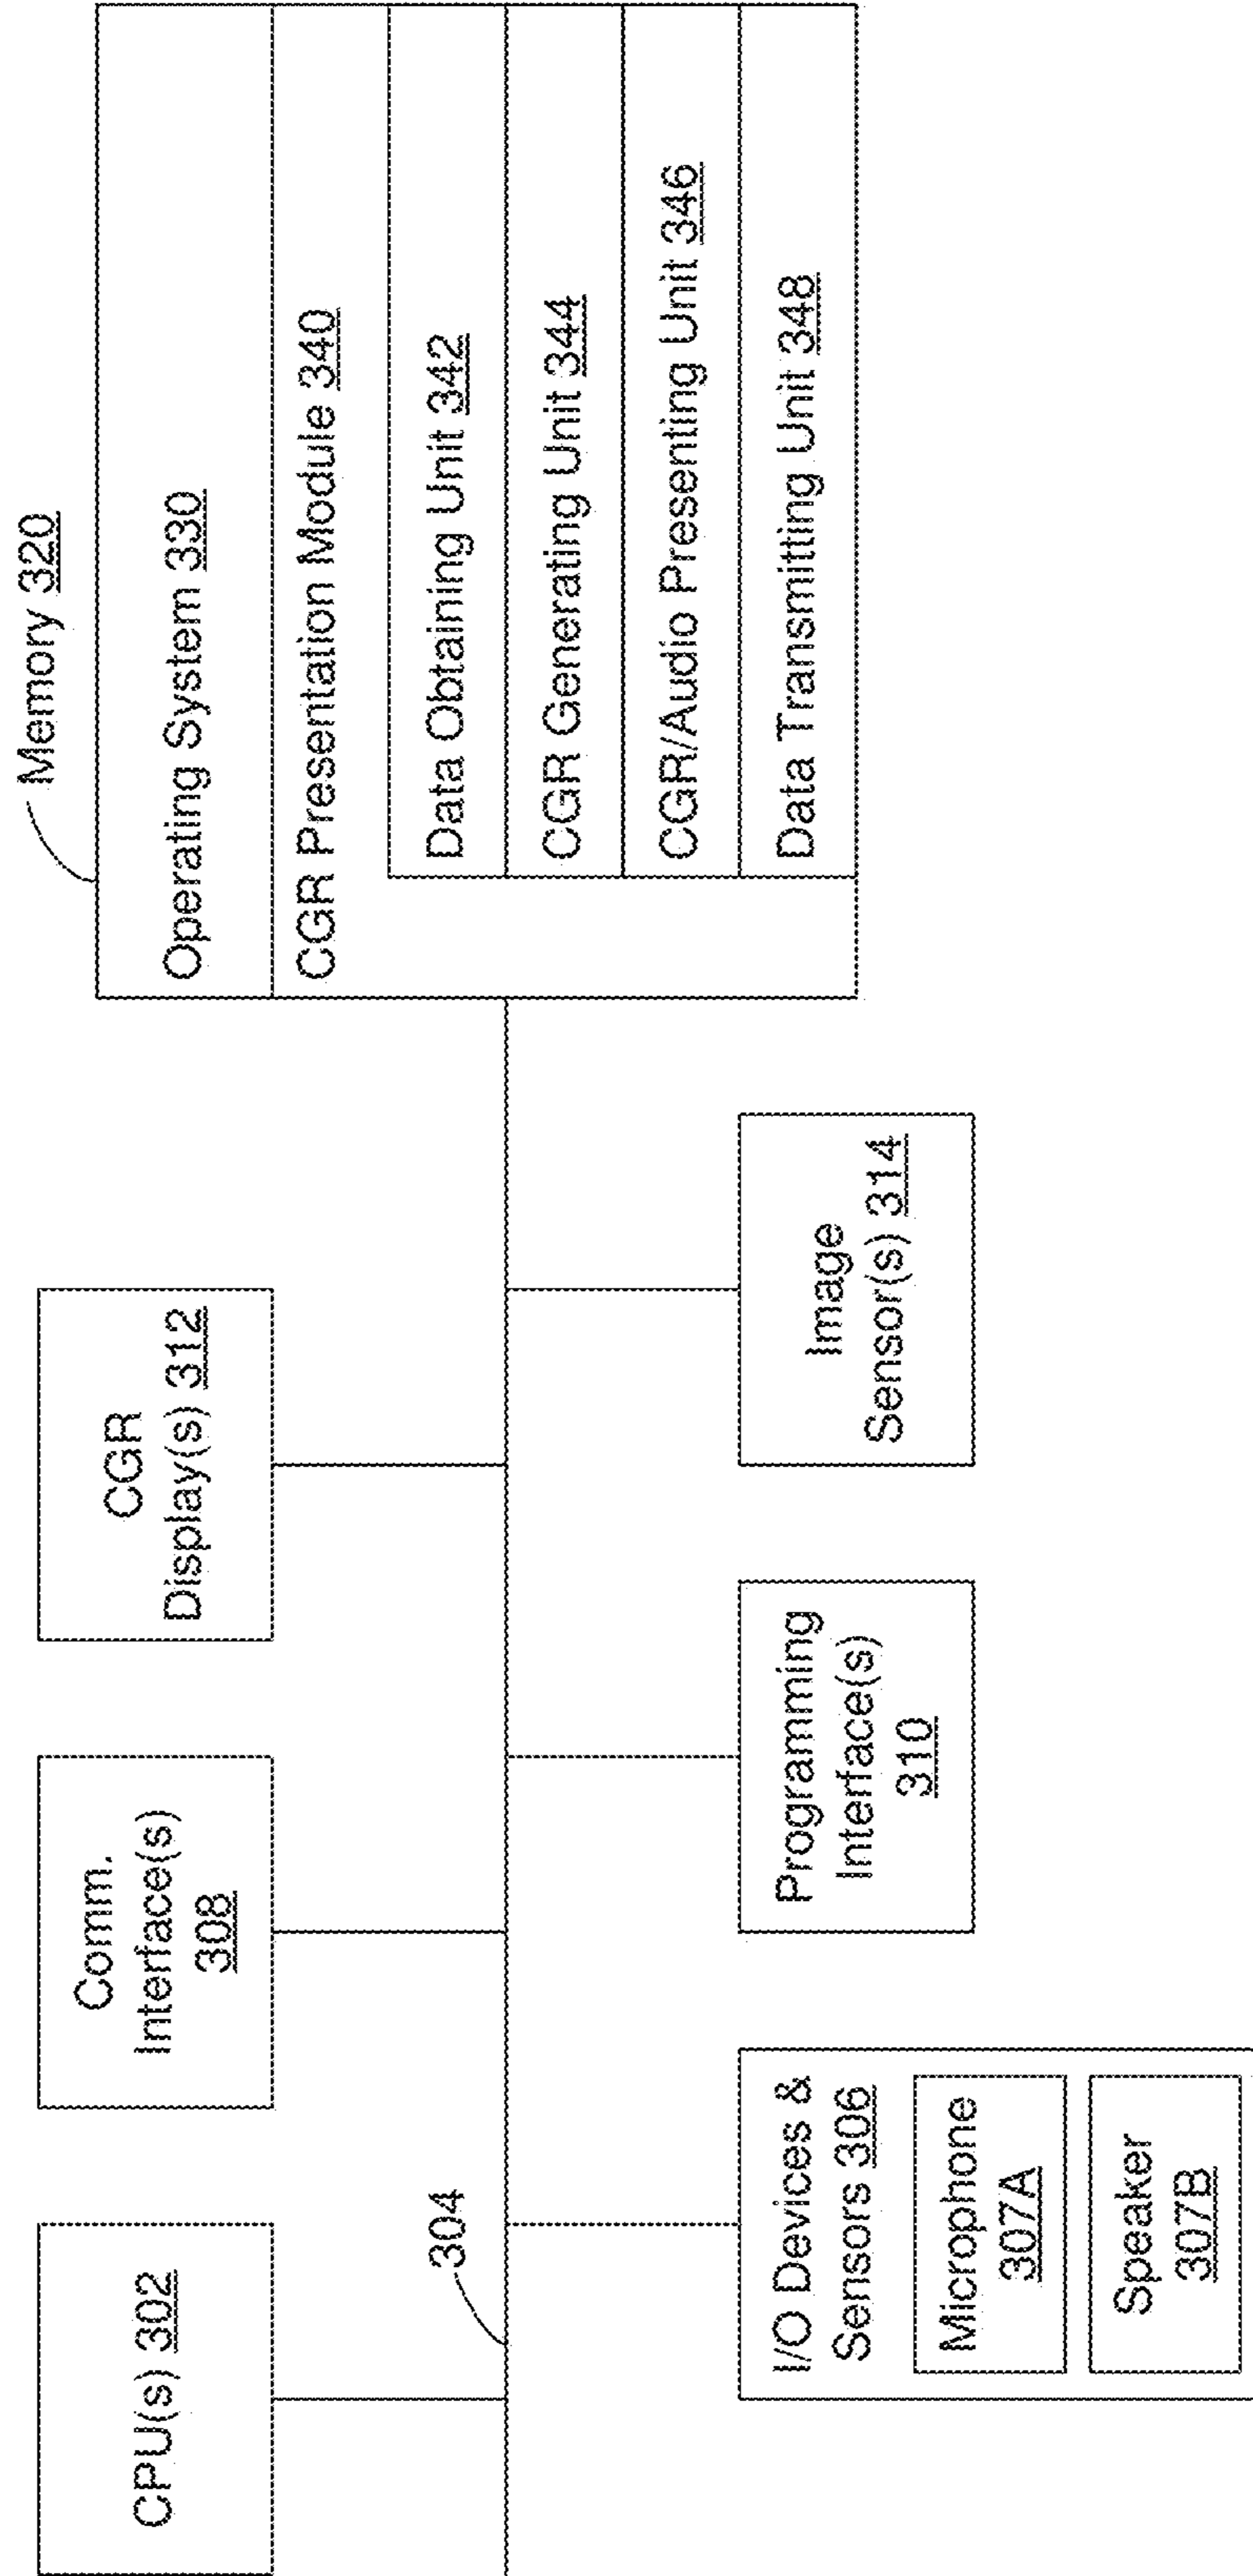 CPU(s) 302
Comm.
Interface(s)
308
CGR
Display(s) 312
304
I/O Devices &
Sensors 306
Microphone
307A
Speaker
307B
Programming
Interface(s)
310
Image
Sensor(s) 314
Memory 320
Operating System 330
CGR Presentation Module 340
Data Obtaining Unit 342
CGR Generating Unit 344
CGR/Audio Presenting Unit 346
Data Transmitting Unit 348